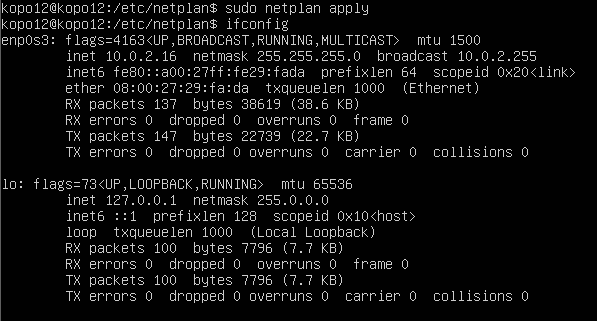 kopo12@kopo12:/etc/netplan$ sudo netplan apply
kopo12@kopo12:/etc/netplan$ ifconfig
enp0s3: flags=4163<UP,BROADCAST,RUNNING,MULTICAST>  mtu 1500
        inet 10.0.2.16  netmask 255.255.255.0  broadcast 10.0.2.255
        inet6 fe80::a00:27ff:fe29:fada  prefixlen 64  scopeid 0x20<link>
        ether 08:00:27:29:fa:da  txqueuelen 1000  (Ethernet)
        RX packets 137  bytes 38619 (38.6 KB)
        RX errors 0  dropped 0  overruns 0  frame 0
        TX packets 147  bytes 22739 (22.7 KB)
        TX errors 0  dropped 0 overruns 0  carrier 0  collisions 0

lo: flags=73<UP,LOOPBACK,RUNNING>  mtu 65536
        inet 127.0.0.1  netmask 255.0.0.0
        inet6 ::1  prefixlen 128  scopeid 0x10<host>
        loop  txqueuelen 1000  (Local Loopback)
        RX packets 100  bytes 7796 (7.7 KB)
        RX errors 0  dropped 0  overruns 0  frame 0
        TX packets 100  bytes 7796 (7.7 KB)
        TX errors 0  dropped 0 overruns 0  carrier 0  collisions 0